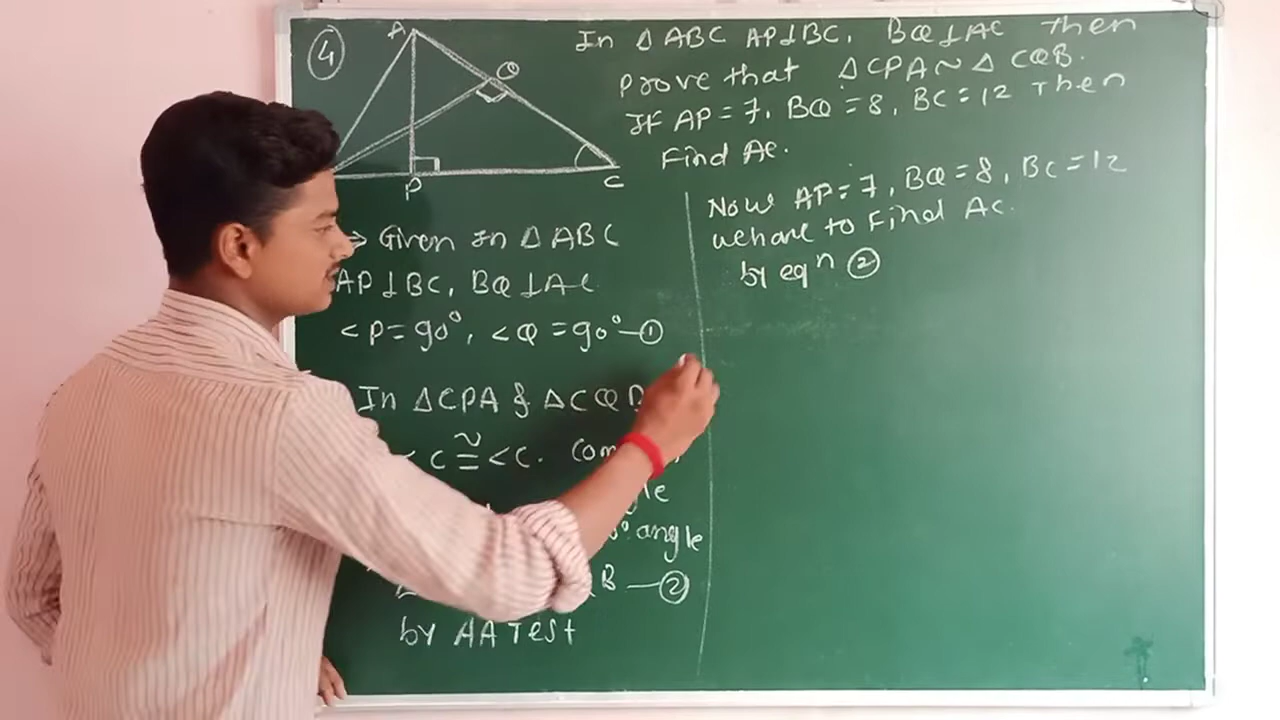 ④
A
Q
P
C
In △ABC AP⊥BC, BQ⊥AC then
prove that △CPA ~ △CQB.
If AP = 7, BQ = 8, BC = 12 Then
Find AC.
→ Given In △ABC
AP⊥BC, BQ⊥AC
<P = 90°, <Q = 90° —①
In △CPA & △CQB
C ≅ <C.
angle
B —②
by AA Test
Now AP = 7, BQ = 8, BC = 12
we have to Find AC.
by eqⁿ ②